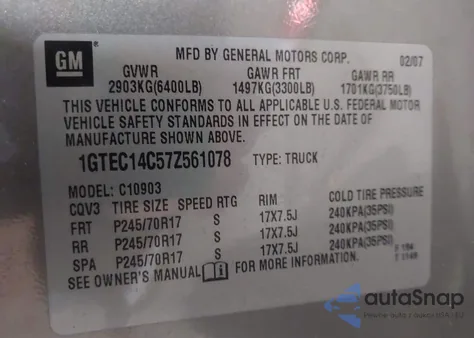 GM
MFD BY GENERAL MOTORS CORP. 02/07
GVWR GAWR FRT GAWR RR
2903KG(6400LB) 1497KG(3300LB) 1701KG(3750LB)
THIS VEHICLE CONFORMS TO ALL APPLICABLE U.S. FEDERAL MOTOR
VEHICLE SAFETY STANDARDS IN EFFECT ON THE DATE OF
MANUFACTURE SHOWN ABOVE.
1GTEC14C57Z561078 TYPE: TRUCK
MODEL: C10903
CQV3 TIRE SIZE SPEED RTG RIM COLD TIRE PRESSURE
FRT P245/70R17 S 17X7.5J 240KPA(35PSI)
RR P245/70R17 S 17X7.5J 240KPA(35PSI)
SPA P245/70R17 S 17X7.5J 240KPA(35PSI)
SEE OWNER'S MANUAL FOR MORE INFORMATION.
autaSnap